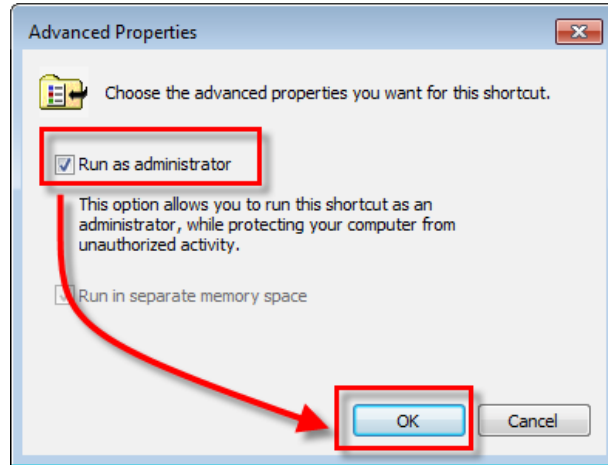 Advanced Properties
Choose the advanced properties you want for this shortcut.
Run as administrator
This option allows you to run this shortcut as an
administrator, while protecting your computer from
unauthorized activity.
Run in separate memory space
OK
Cancel